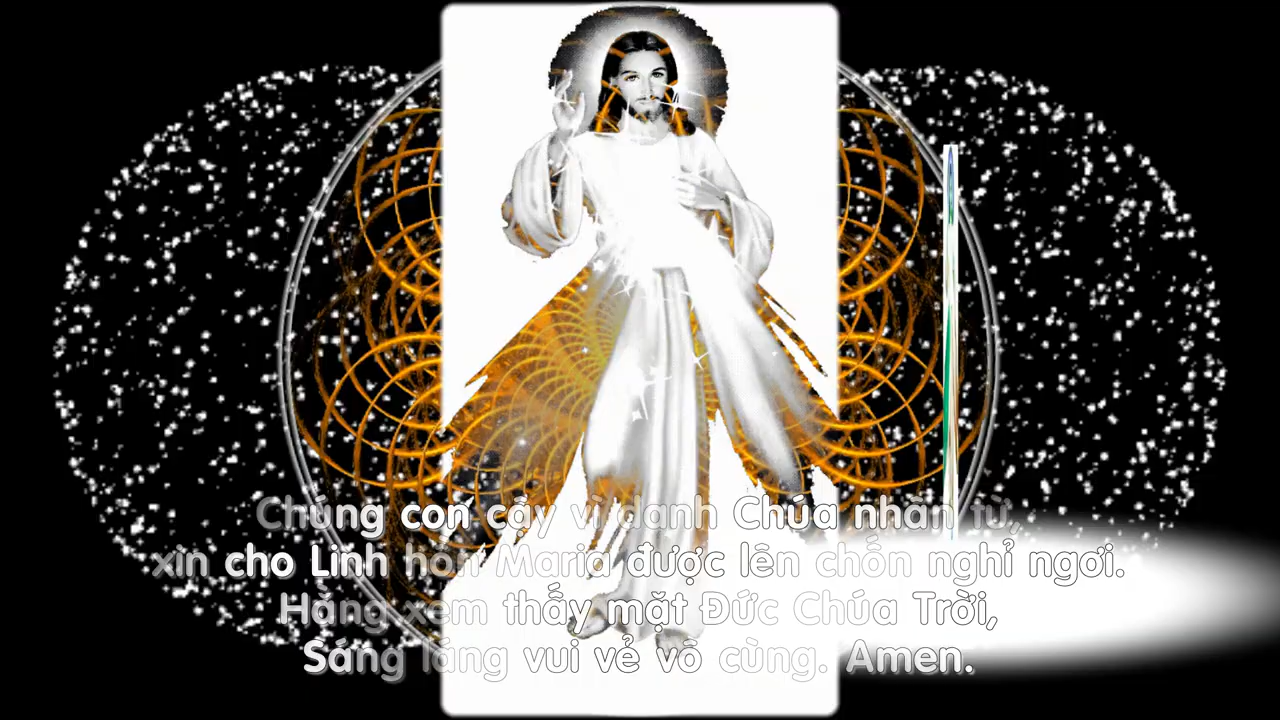 Chúng con cậy vì danh Chúa nhân từ,
xin cho Linh hồn Maria được lên chốn nghỉ ngơi.
Hằng xem thấy mặt Đức Chúa Trời,
Sáng láng vui vẻ vô cùng. Amen.